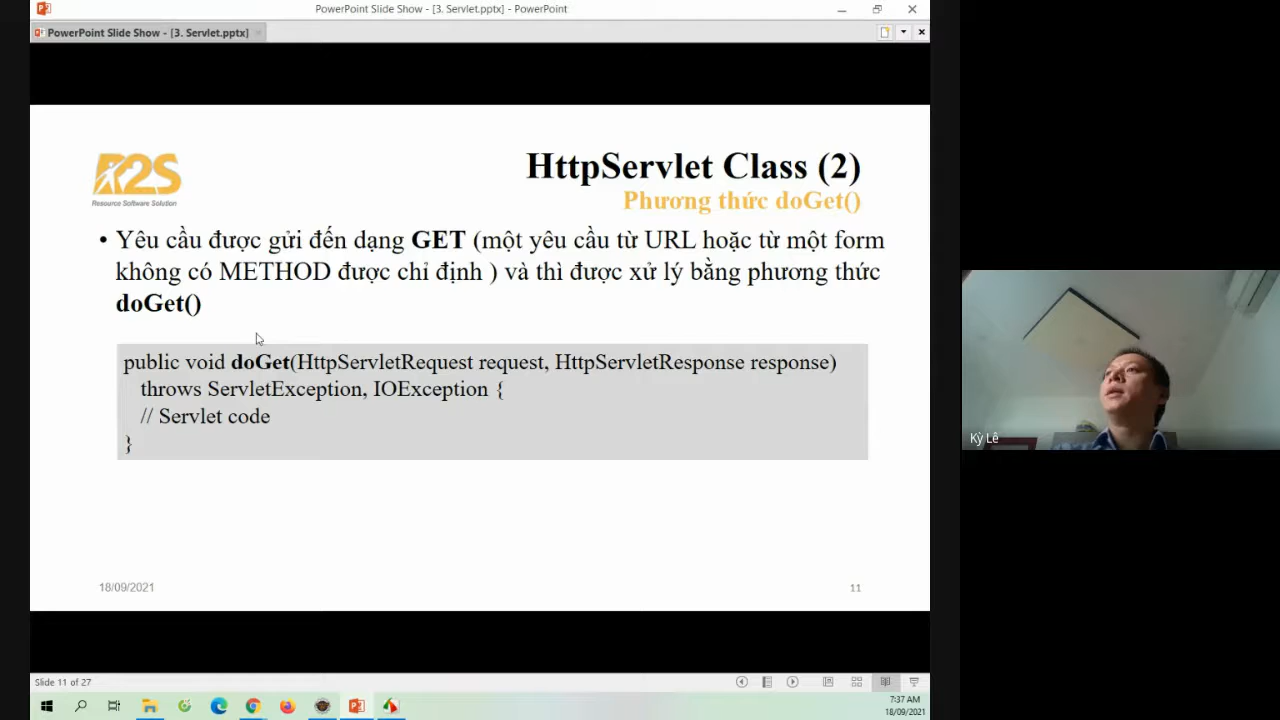 PowerPoint Slide Show - [3. Servlet.pptx] - PowerPoint
PowerPoint Slide Show - [3. Servlet.pptx]
R2S
Resource Software Solution
HttpServlet Class (2)
Phương thức doGet()
• Yêu cầu được gửi đến dạng GET (một yêu cầu từ URL hoặc từ một form
không có METHOD được chỉ định ) và thì được xử lý bằng phương thức
doGet()
public void doGet(HttpServletRequest request, HttpServletResponse response)
throws ServletException, IOException {
// Servlet code
}
Kỳ Lê
18/09/2021
11
Slide 11 of 27
7:37 AM
18/09/2021